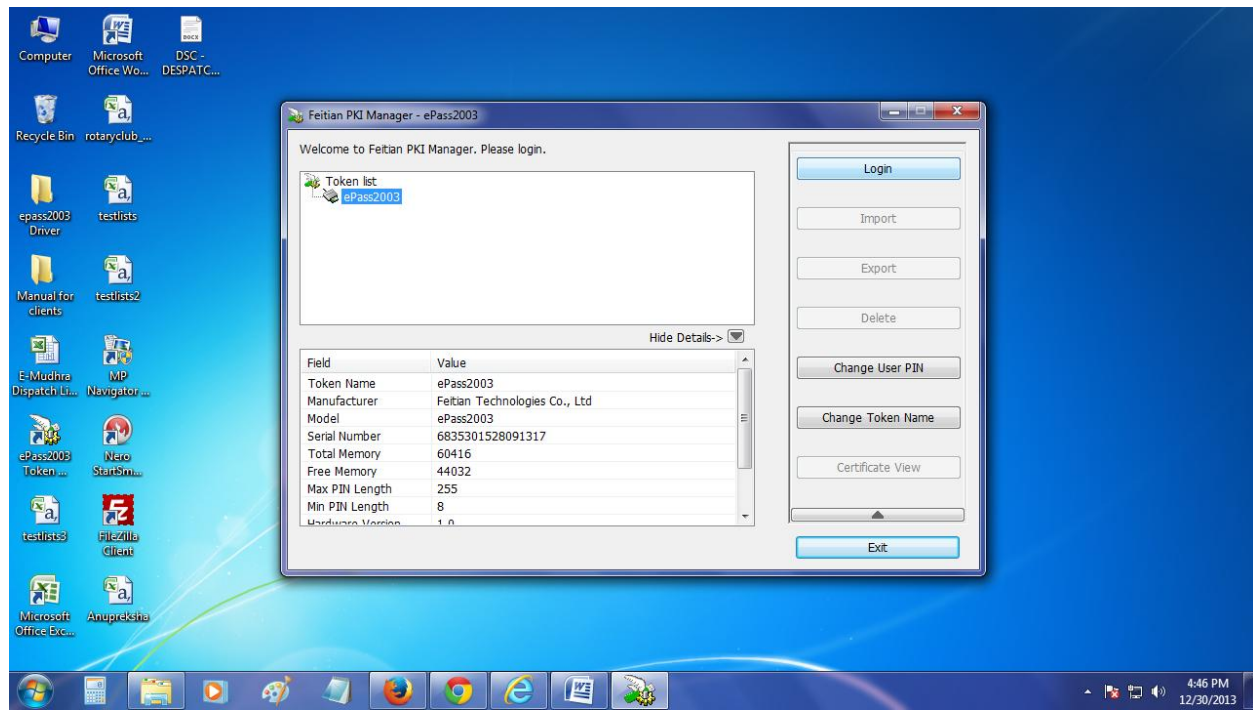 Computer
Microsoft
Office Wo...
DSC -
DESPATC...
Recycle Bin
rotaryclub_...
epass2003
Driver
testlists
Manual for
clients
testlists2
E-Mudhra
Dispatch Li...
MP
Navigator ...
ePass2003
Token ...
Nero
StartSm...
testlists3
FileZilla
Client
Microsoft
Office Exc...
Anupreksha
Feitian PKI Manager - ePass2003
Welcome to Feitian PKI Manager. Please login.
Token list
ePass2003
Hide Details->
Field Value
Token Name ePass2003
Manufacturer Feitian Technologies Co., Ltd
Model ePass2003
Serial Number 6835301528091317
Total Memory 60416
Free Memory 44032
Max PIN Length 255
Min PIN Length 8
Hardware Version 1.0
Login
Import
Export
Delete
Change User PIN
Change Token Name
Certificate View
Exit
4:46 PM
12/30/2013